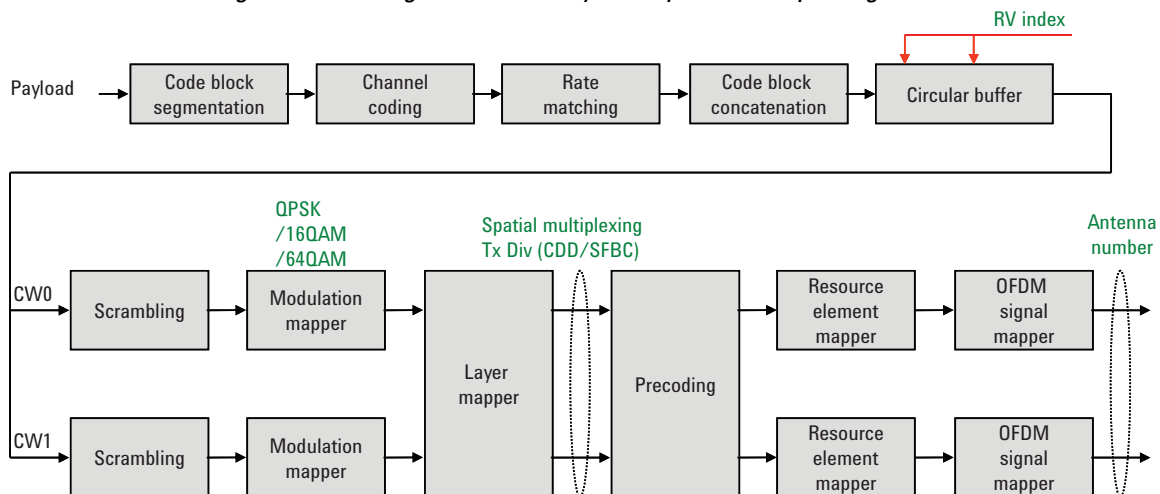 RV index
Payload
Code block
segmentation
Channel
coding
Rate
matching
Code block
concatenation
Circular buffer
QPSK
/16QAM
/64QAM
Spatial multiplexing
Tx Div (CDD/SFBC)
Antenna
number
CW0
Scrambling
Modulation
mapper
Layer
mapper
Precoding
Resource
element
mapper
OFDM
signal
mapper
CW1
Scrambling
Modulation
mapper
Resource
element
mapper
OFDM
signal
mapper